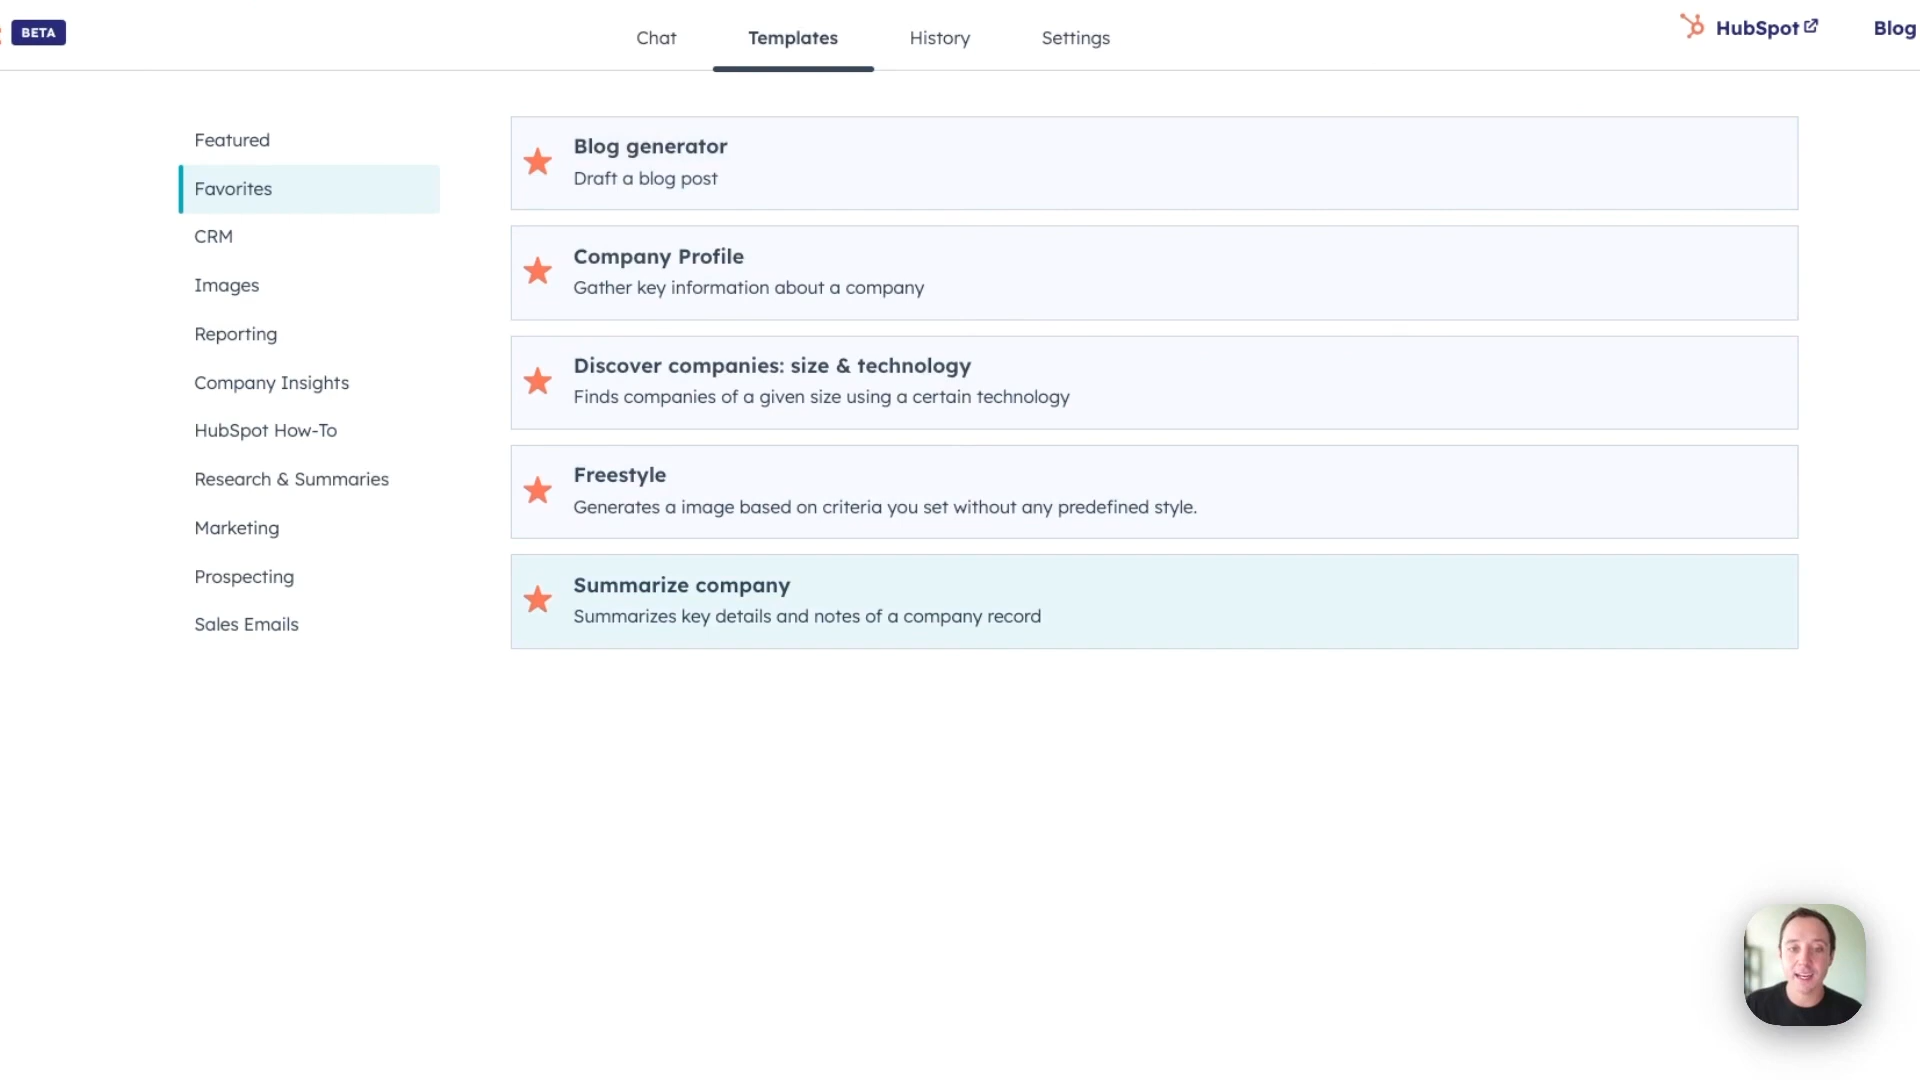 BETA
Chat
Templates
History
Settings
HubSpot
Blog
Featured
Favorites
CRM
Images
Reporting
Company Insights
HubSpot How-To
Research & Summaries
Marketing
Prospecting
Sales Emails
Blog generator
Draft a blog post
Company Profile
Gather key information about a company
Discover companies: size & technology
Finds companies of a given size using a certain technology
Freestyle
Generates a image based on criteria you set without any predefined style.
Summarize company
Summarizes key details and notes of a company record